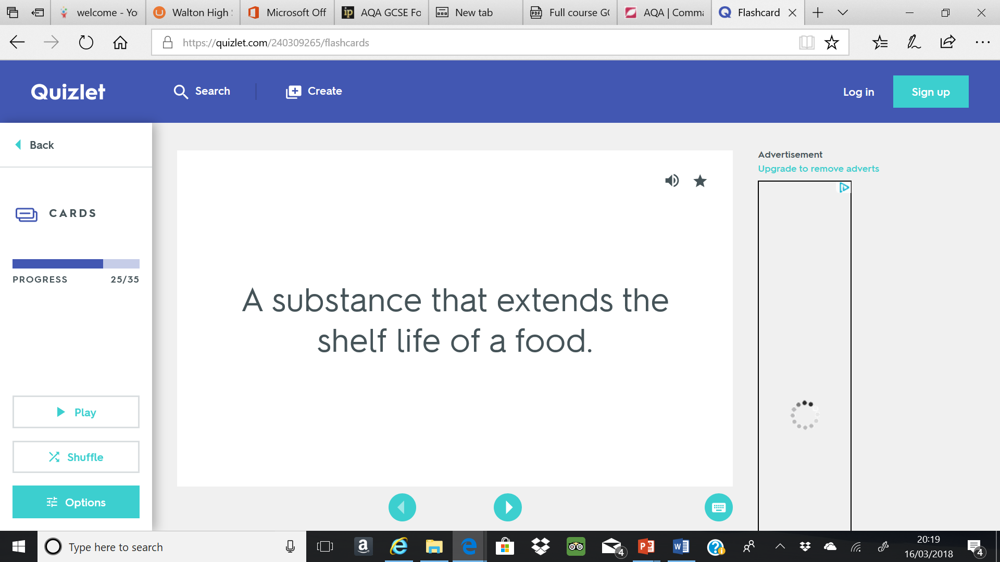 welcome - Yo
Walton High
Microsoft Off
AQA GCSE Fo
New tab
Full course GC
AQA | Comma
Flashcard
https://quizlet.com/240309265/flashcards
Quizlet
Search
Create
Log in
Sign up
Back
CARDS
PROGRESS 25/35
Play
Shuffle
Options
A substance that extends the
shelf life of a food.
Advertisement
Upgrade to remove adverts
Type here to search
4
20:19
16/03/2018
4